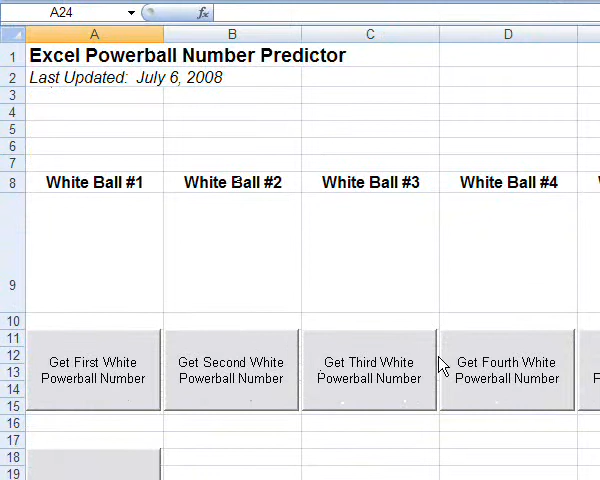 A24
fx
A B C D
1 Excel Powerball Number Predictor
2 Last Updated: July 6, 2008
3
4
5
6
7
8 White Ball #1 White Ball #2 White Ball #3 White Ball #4
9
10
11
12 Get First White Get Second White Get Third White Get Fourth White
13 Powerball Number Powerball Number Powerball Number Powerball Number
14
15
16
17
18
19